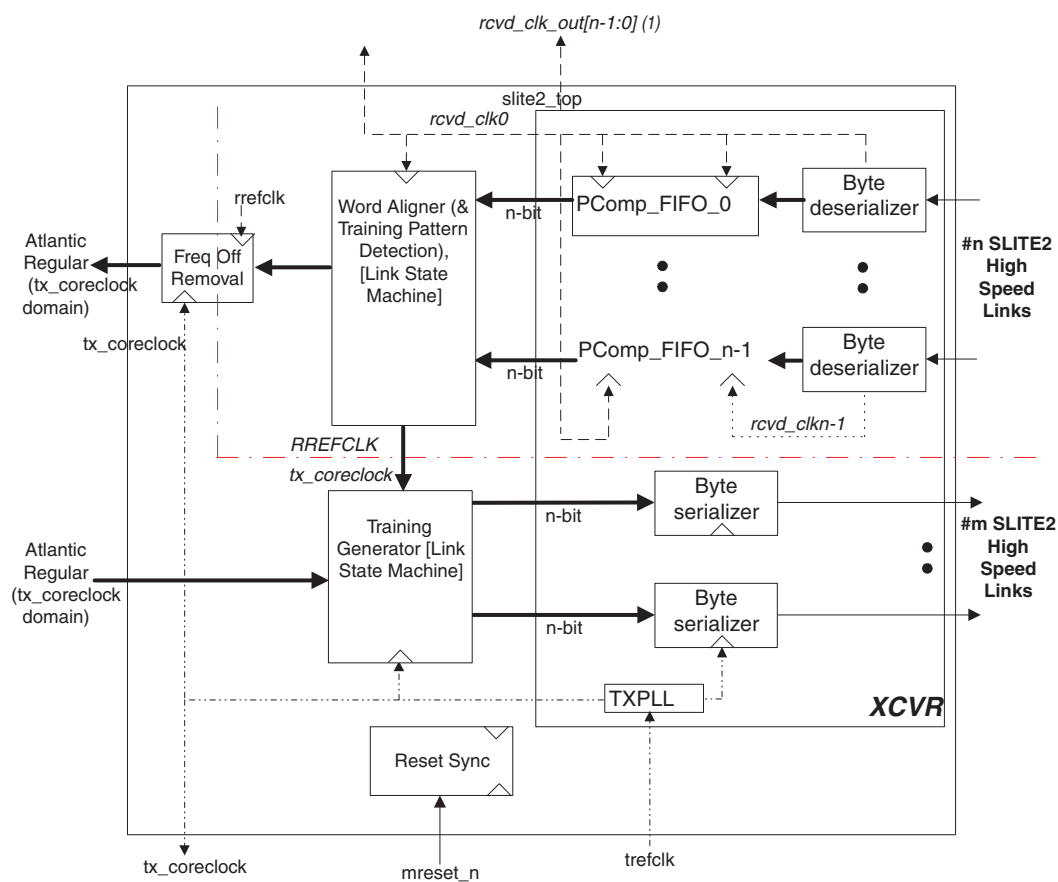 rcvd_clk_out[n-1:0] (1)
slite2_top
rcvd_clk0
rrefclk
Atlantic
Regular
(tx_coreclock
domain)
Freq Off
Removal
tx_coreclock
Word Aligner (&
Training Pattern
Detection),
[Link State
Machine]
n-bit
PComp_FIFO_0
Byte
deserializer
#n SLITE2
High
Speed
Links
n-bit
PComp_FIFO_n-1
Byte
deserializer
rcvd_clkn-1
RREFCLK
tx_coreclock
Atlantic
Regular
(tx_coreclock
domain)
Training
Generator [Link
State Machine]
n-bit
Byte
serializer
#m SLITE2
High
Speed
Links
n-bit
Byte
serializer
TXPLL
XCVR
Reset Sync
tx_coreclock
mreset_n
trefclk